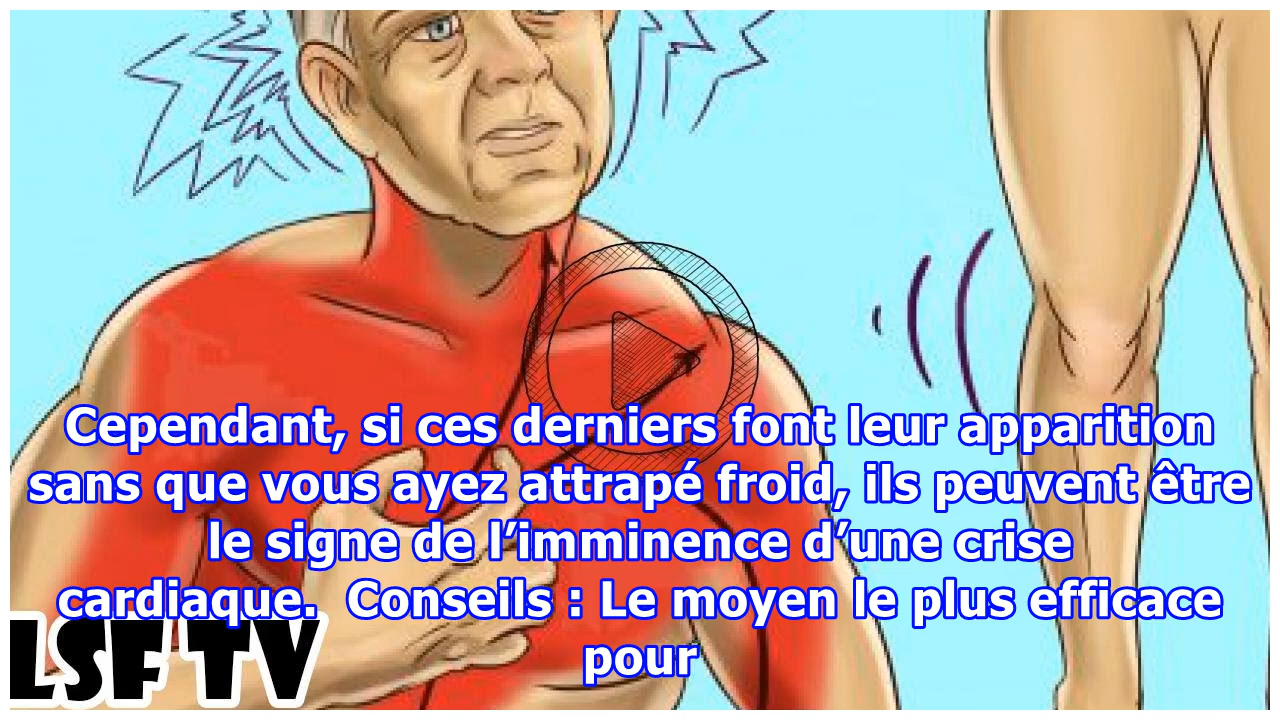 Cependant, si ces derniers font leur apparition
sans que vous ayez attrapé froid, ils peuvent être
le signe de l’imminence d’une crise
cardiaque.  Conseils : Le moyen le plus efficace
pour
LSF TV